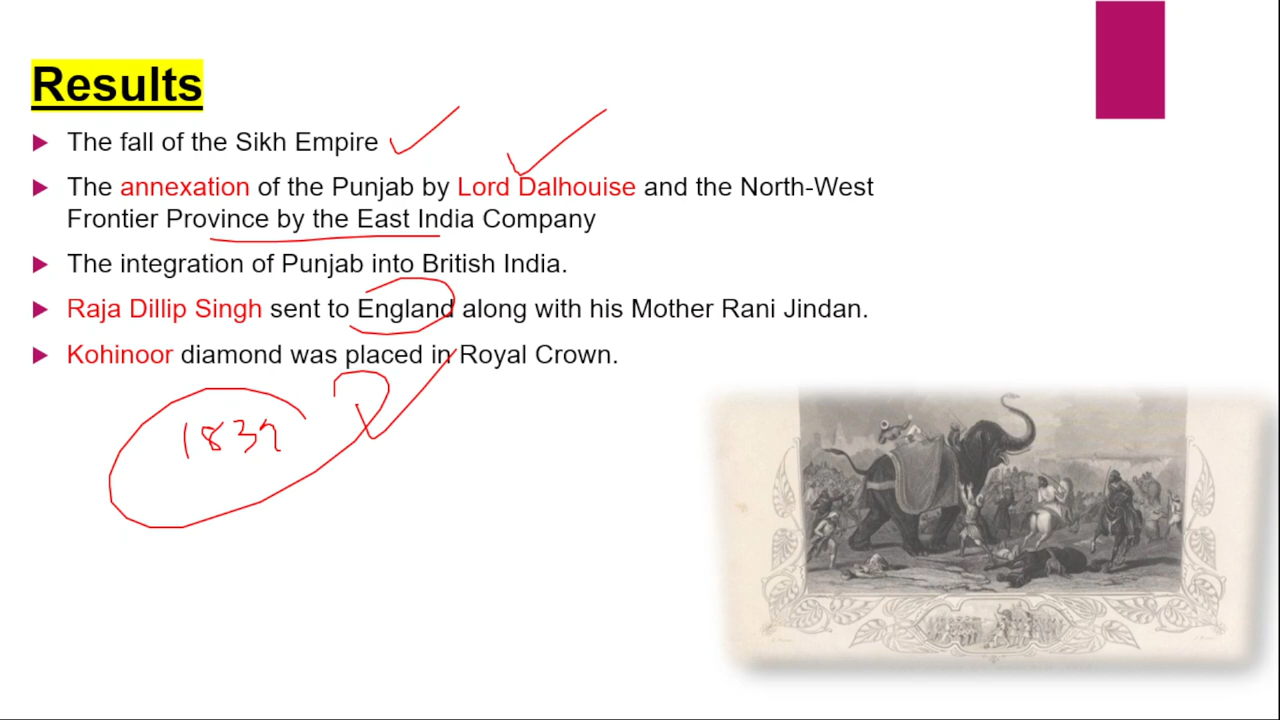 Results
The fall of the Sikh Empire
The annexation of the Punjab by Lord Dalhouise and the North-West
Frontier Province by the East India Company
The integration of Punjab into British India.
Raja Dillip Singh sent to England along with his Mother Rani Jindan.
Kohinoor diamond was placed in Royal Crown.
1839